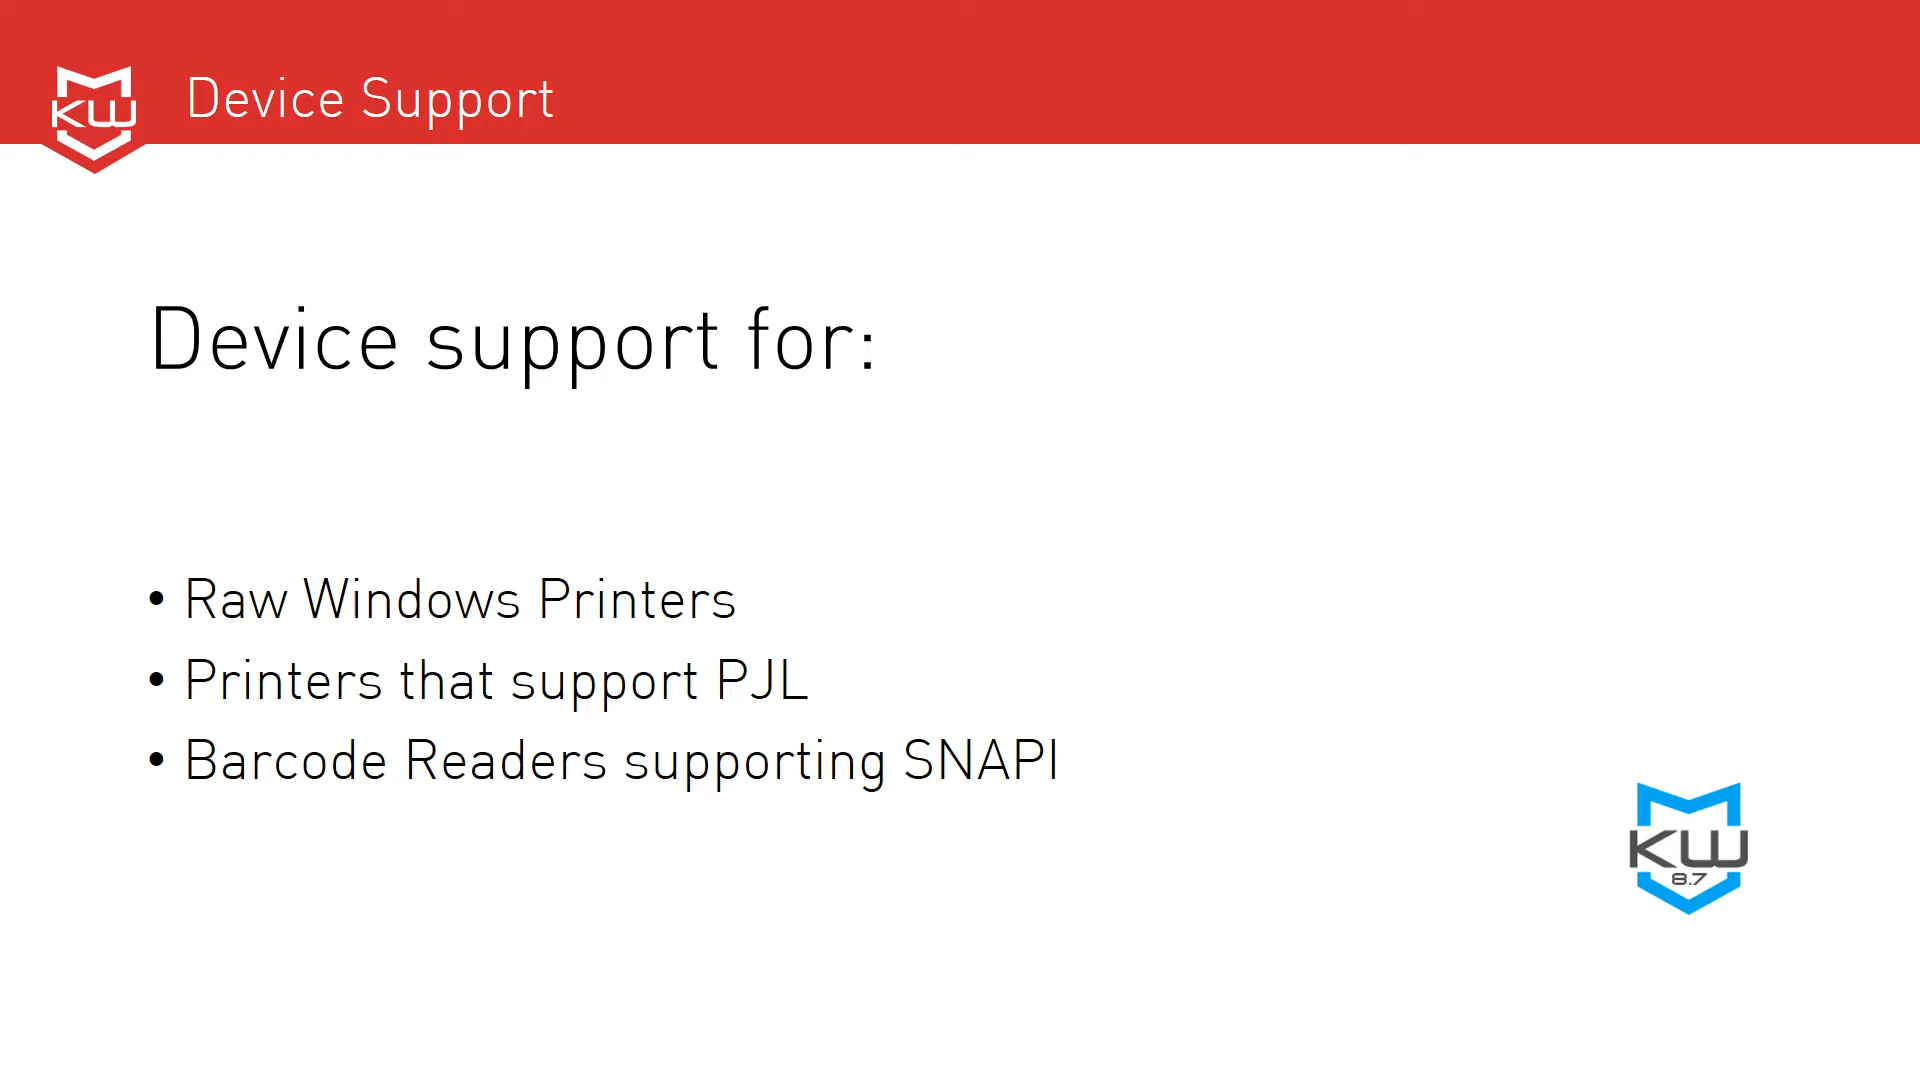 KW
Device Support
Device support for:
• Raw Windows Printers
• Printers that support PJL
• Barcode Readers supporting SNAPI
KW
8.7